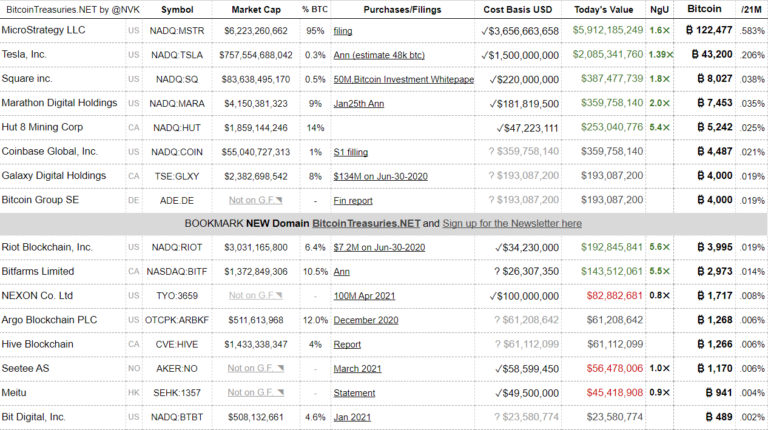 BitcoinTreasuries.NET by @NVK Symbol Market Cap % BTC Purchases/Filings Cost Basis USD Today's Value NgU Bitcoin /21M
MicroStrategy LLC US NADQ:MSTR $6,223,260,662 95% filing ✓$3,656,663,658 $5,912,185,249 1.6× ₿ 122,477 .583%
Tesla, Inc. US NADQ:TSLA $757,554,688,042 0.3% Ann (estimate 48k btc) ✓$1,500,000,000 $2,085,341,760 1.39× ₿ 43,200 .206%
Square inc. US NADQ:SQ $83,638,495,170 0.5% 50M,Bitcoin Investment Whitepape ✓$220,000,000 $387,477,739 1.8× ₿ 8,027 .038%
Marathon Digital Holdings US NADQ:MARA $4,150,381,323 9% Jan25th Ann ✓$181,819,500 $359,758,140 2.0× ₿ 7,453 .035%
Hut 8 Mining Corp CA NADQ:HUT $1,859,144,246 14% ✓$47,223,111 $253,040,776 5.4× ₿ 5,242 .025%
Coinbase Global, Inc. US NADQ:COIN $55,040,727,313 1% S1 filling ? $359,758,140 $359,758,140 ₿ 4,487 .021%
Galaxy Digital Holdings CA TSE:GLXY $2,382,698,542 8% $134M on Jun-30-2020 ? $193,087,200 $193,087,200 ₿ 4,000 .019%
Bitcoin Group SE DE ADE.DE Not on G.F. - Fin report ? $193,087,200 $193,087,200 ₿ 4,000 .019%
BOOKMARK NEW Domain BitcoinTreasuries.NET and Sign up for the Newsletter here
Riot Blockchain, Inc. US NADQ:RIOT $3,031,165,800 6.4% $7.2M on Jun-30-2020 ✓$34,230,000 $192,845,841 5.6× ₿ 3,995 .019%
Bitfarms Limited CA NASDAQ:BITF $1,372,849,306 10.5% Ann ? $26,307,350 $143,512,061 5.5× ₿ 2,973 .014%
NEXON Co. Ltd US TYO:3659 Not on G.F. - 100M Apr 2021 ✓$100,000,000 $82,882,681 0.8× ₿ 1,717 .008%
Argo Blockchain PLC US OTCPK:ARBKF $511,613,968 12.0% December 2020 ? $61,208,642 $61,208,642 ₿ 1,268 .006%
Hive Blockchain CA CVE:HIVE $1,433,338,347 4% Report ? $61,112,099 $61,112,099 ₿ 1,266 .006%
Seetee AS NO AKER:NO Not on G.F. - March 2021 ✓$58,599,450 $56,478,006 1.0× ₿ 1,170 .006%
Meitu HK SEHK:1357 Not on G.F. - Statement ✓$49,500,000 $45,418,908 0.9× ₿ 941 .004%
Bit Digital, Inc. US NADQ:BTBT $508,132,661 4.6% Jan 2021 ? $23,580,774 $23,580,774 ₿ 489 .002%